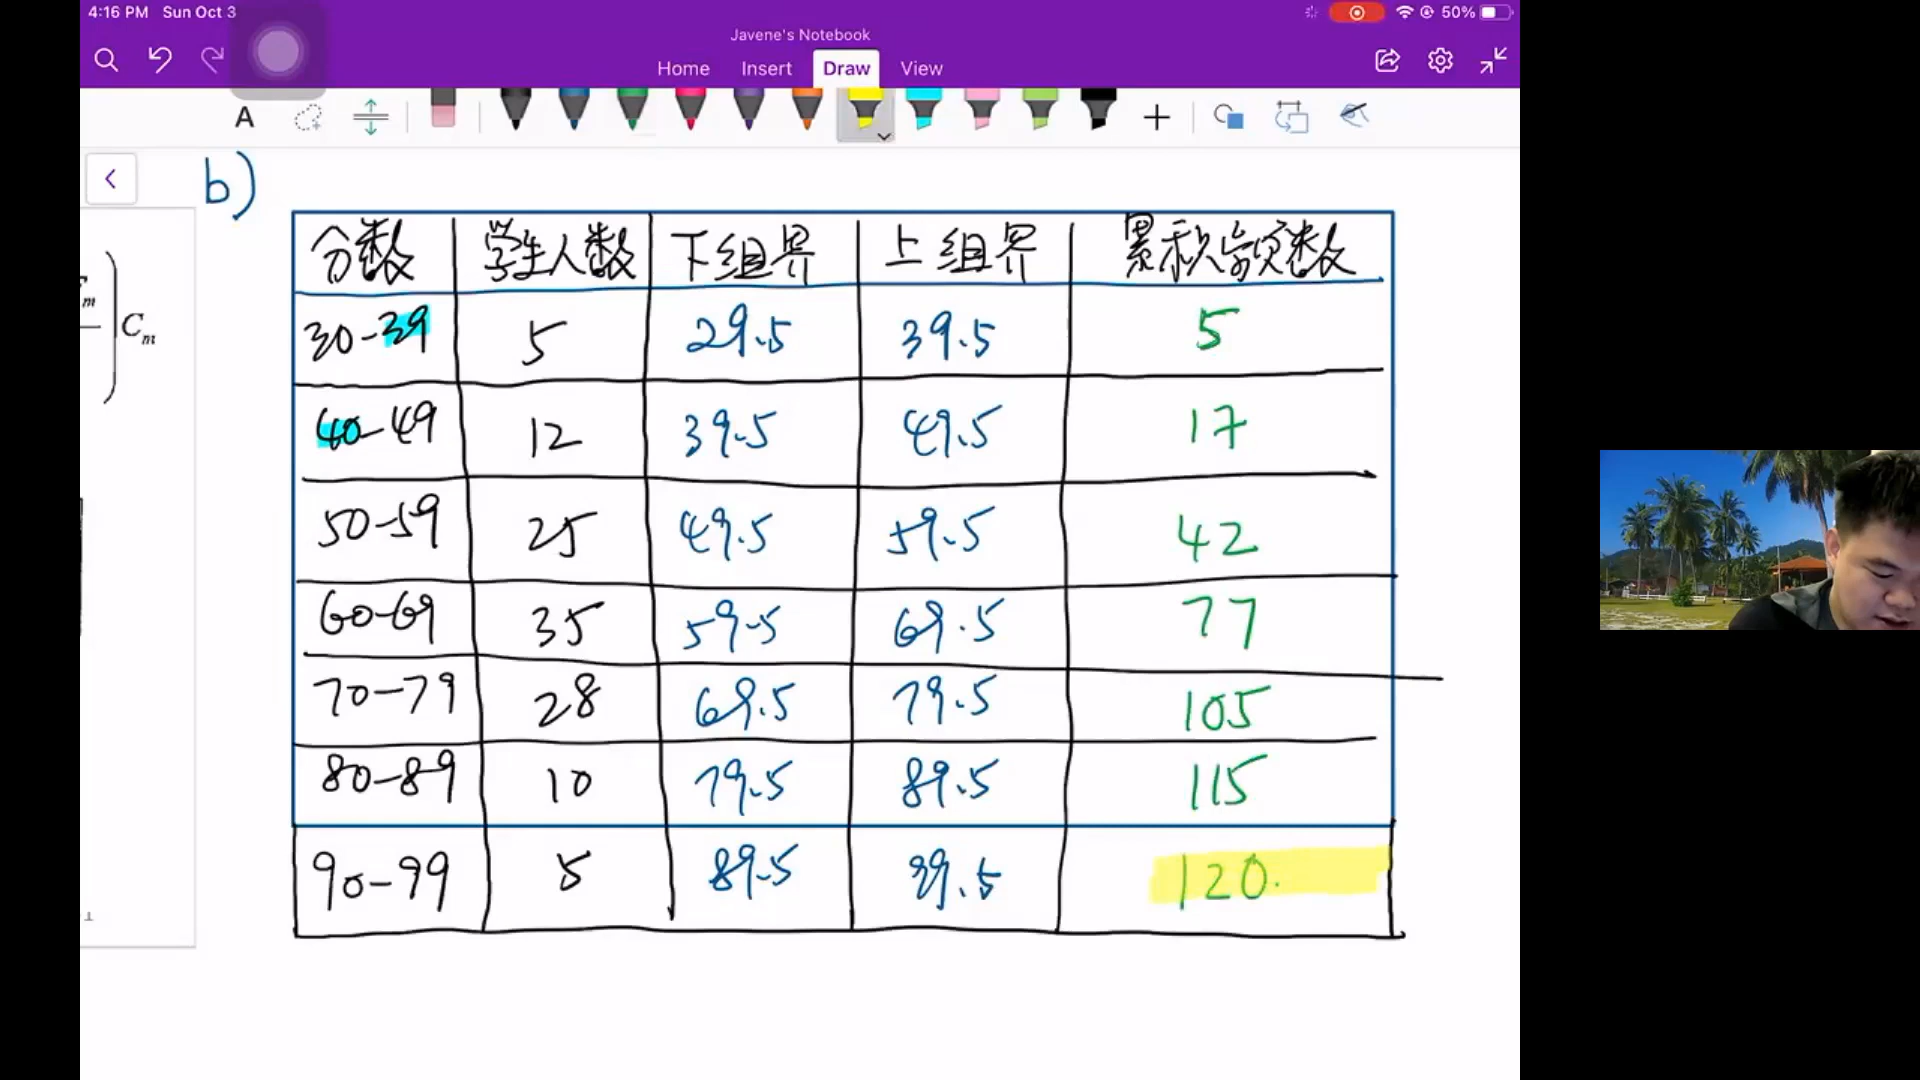 4:16 PM Sun Oct 3
50%
Javene's Notebook
Home Insert Draw View
A
b)
m
C m
分数 学生人数 下组界 上组界 累积频数
30-39 5 29.5 39.5 5
40-49 12 39.5 49.5 17
50-59 25 49.5 59.5 42
60-69 35 59.5 69.5 77
70-79 28 69.5 79.5 105
80-89 10 79.5 89.5 115
90-99 5 89.5 99.5 120.